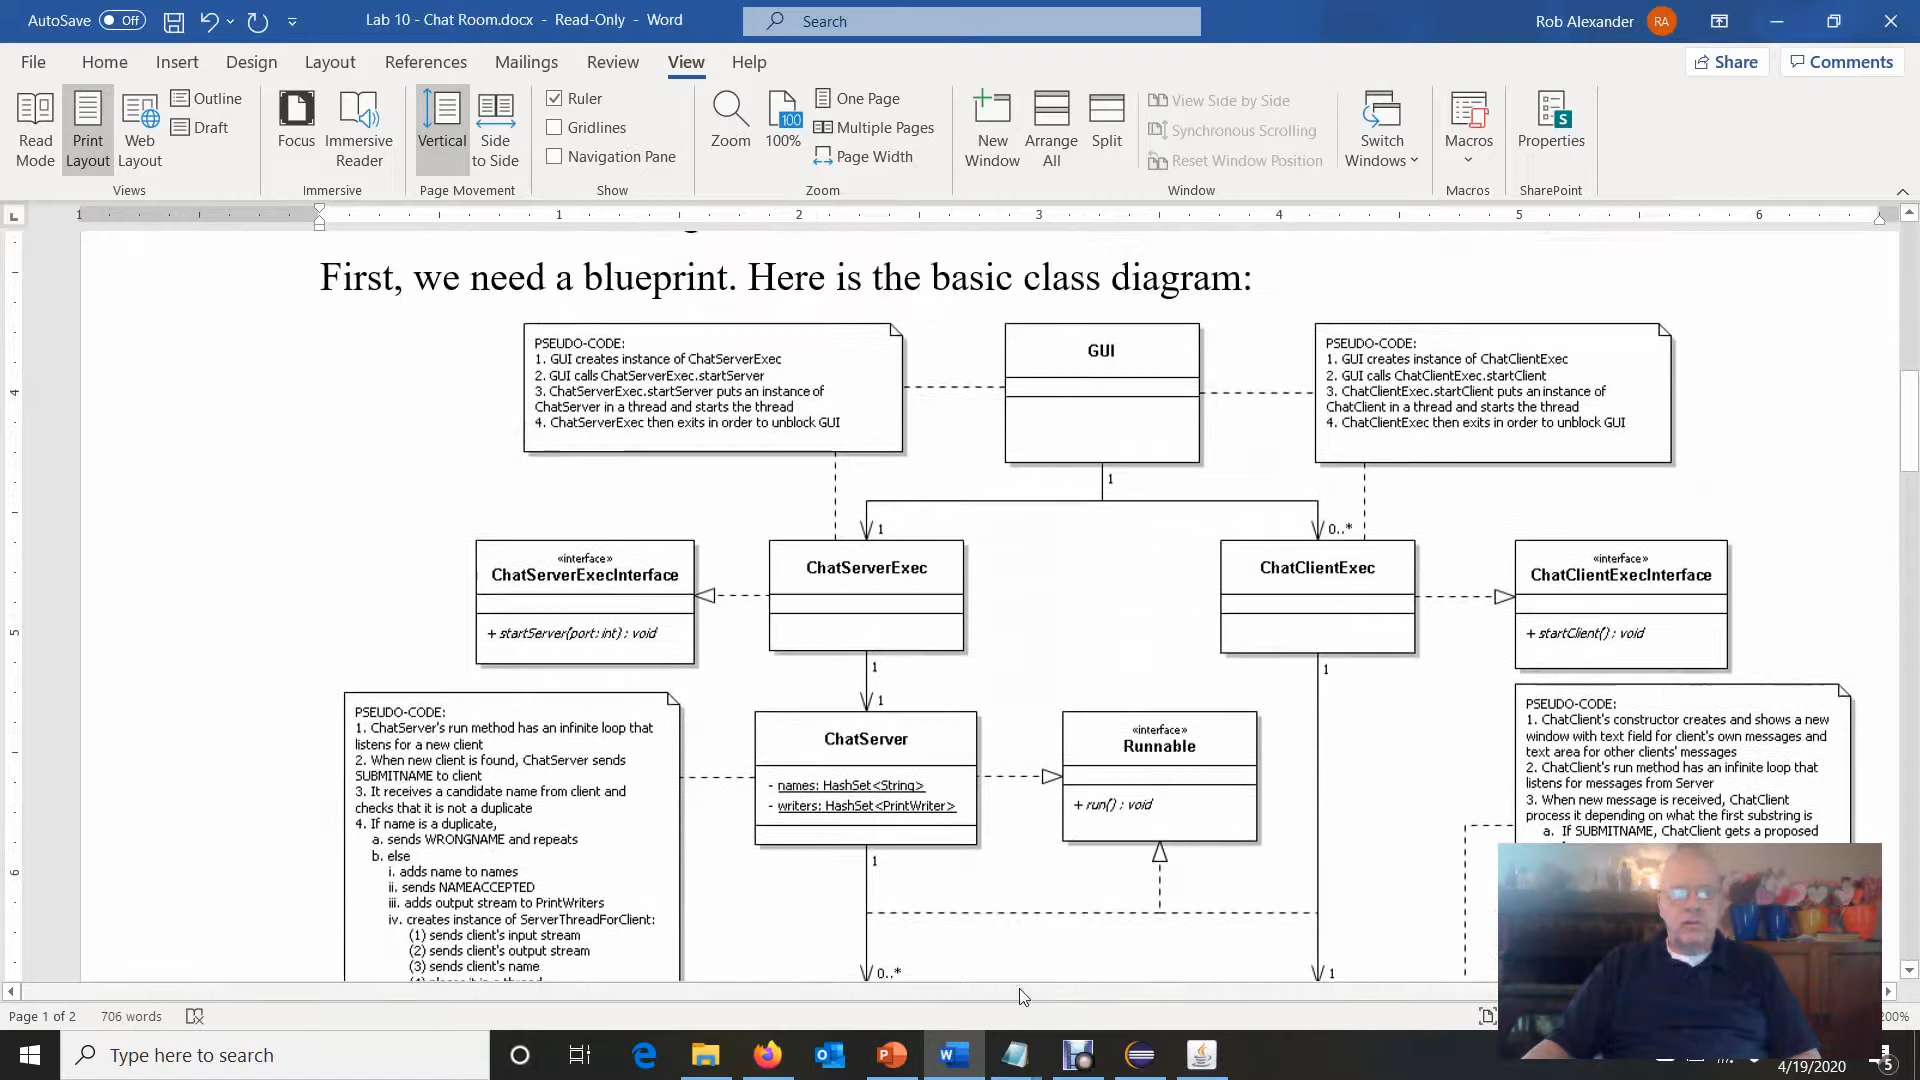 AutoSave Off Lab 10 - Chat Room.docx - Read-Only - Word Search Rob Alexander RA
File Home Insert Design Layout References Mailings Review View Help Share Comments
Read Mode
Print Layout
Web Layout
Outline
Draft
Views
Focus
Immersive Reader
Immersive
Vertical
Side to Side
Page Movement
Ruler
Gridlines
Navigation Pane
Show
Zoom
100
100%
One Page
Multiple Pages
Page Width
Zoom
New Window
Arrange All
Split
View Side by Side
Synchronous Scrolling
Reset Window Position
Switch Windows
Window
Macros
Macros
S
Properties
SharePoint
L
1 1 2 3 4 5 6
First, we need a blueprint. Here is the basic class diagram:
PSEUDO-CODE:
1. GUI creates instance of ChatServerExec
2. GUI calls ChatServerExec.startServer
3. ChatServerExec.startServer puts an instance of
ChatServer in a thread and starts the thread
4. ChatServerExec then exits in order to unblock GUI
GUI
PSEUDO-CODE:
1. GUI creates instance of ChatClientExec
2. GUI calls ChatClientExec.startClient
3. ChatClientExec.startClient puts an instance of
ChatClient in a thread and starts the thread
4. ChatClientExec then exits in order to unblock GUI
4
1
1
0..*
«interface»
ChatServerExecInterface
+ startServer(port: int) : void
ChatServerExec
ChatClientExec
«interface»
ChatClientExecInterface
+ startClient() : void
5
1
1
1
PSEUDO-CODE:
1. ChatServer's run method has an infinite loop that
listens for a new client
2. When new client is found, ChatServer sends
SUBMITNAME to client
3. It receives a candidate name from client and
checks that it is not a duplicate
4. If name is a duplicate,
a. sends WRONGNAME and repeats
b. else
i. adds name to names
ii. sends NAMEACCEPTED
iii. adds output stream to PrintWriters
iv. creates instance of ServerThreadForClient:
(1) sends client's input stream
(2) sends client's output stream
(3) sends client's name
ChatServer
- names: HashSet<String>
- writers: HashSet<PrintWriter>
«interface»
Runnable
+ run() : void
PSEUDO-CODE:
1. ChatClient's constructor creates and shows a new
window with text field for client's own messages and
text area for other clients' messages
2. ChatClient's run method has an infinite loop that
listens for messages from Server
3. When new message is received, ChatClient
process it depending on what the first substring is
a. If SUBMITNAME, ChatClient gets a proposed
6
1
0..*
1
Page 1 of 2 706 words 200%
Type here to search
4/19/2020
5